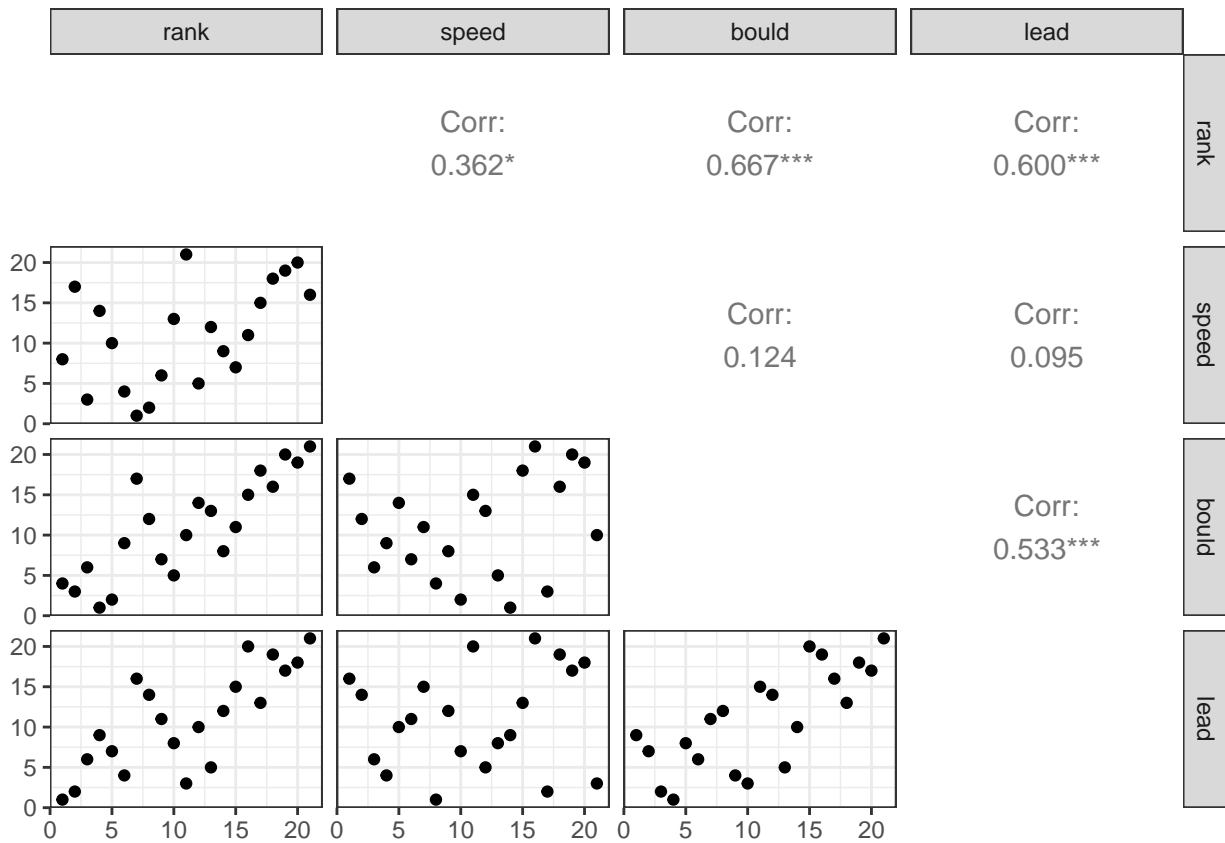 rank speed bould lead
Corr: Corr: Corr:
0.362* 0.667*** 0.600***
rank
20
15
10
5
0
Corr: Corr:
0.124 0.095
speed
20
15
10
5
0
Corr:
0.533***
bould
20
15
10
5
0
lead
0 5 10 15 20 0 5 10 15 20 0 5 10 15 20